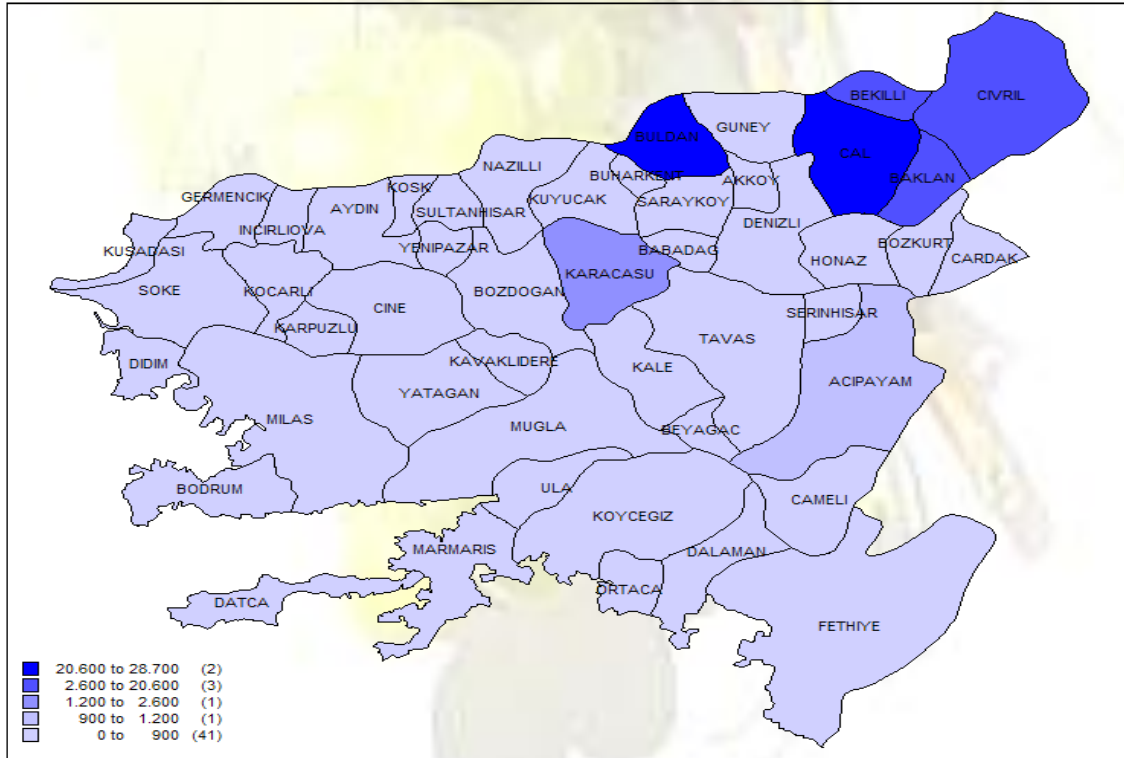 CIVRIL
BEKILLI
GUNEY
BULDAN
CAL
NAZILLI
BUHARKENT
AKKOY
BAKLAN
KOSK
GERMENCIK
AYDIN
SULTANHISAR
KUYUCAK
SARAYKOY
DENIZLI
INCIRLIOVA
KUSADASI
YENIPAZAR
BABADAG
BOZKURT
HONAZ
CARDAK
KARACASU
SOKE
KOCARLI
CINE
BOZDOGAN
KARPUZLU
SERINHISAR
TAVAS
DIDIM
KAVAKLIDERE
KALE
ACIPAYAM
YATAGAN
MILAS
MUGLA
BEYAGAC
BODRUM
ULA
CAMELI
KOYCEGIZ
MARMARIS
DALAMAN
ORTACA
DATCA
FETHIYE
20.600 to 28.700 (2)
2.600 to 20.600 (3)
1.200 to 2.600 (1)
900 to 1.200 (1)
0 to 900 (41)